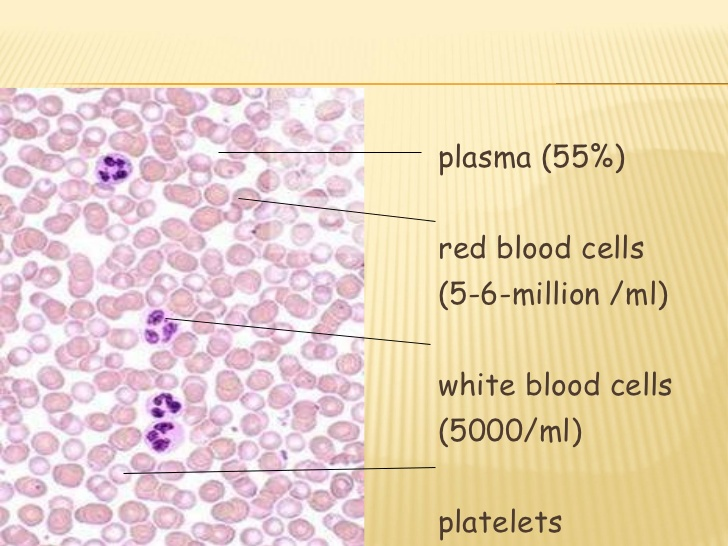 plasma (55%)
red blood cells
(5-6-million /ml)
white blood cells
(5000/ml)
platelets